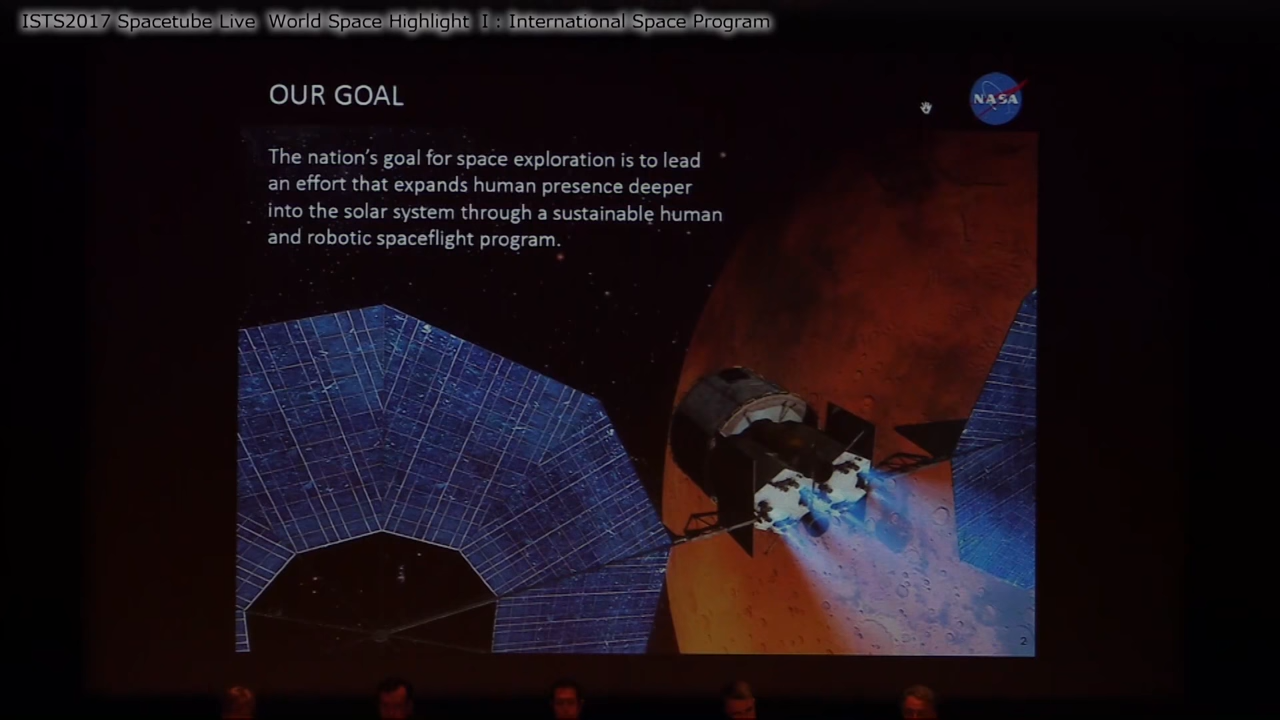 ISTS2017 Spacetube Live World Space Highlight I : International Space Program
OUR GOAL
NASA
The nation's goal for space exploration is to lead
an effort that expands human presence deeper
into the solar system through a sustainable human
and robotic spaceflight program.
2